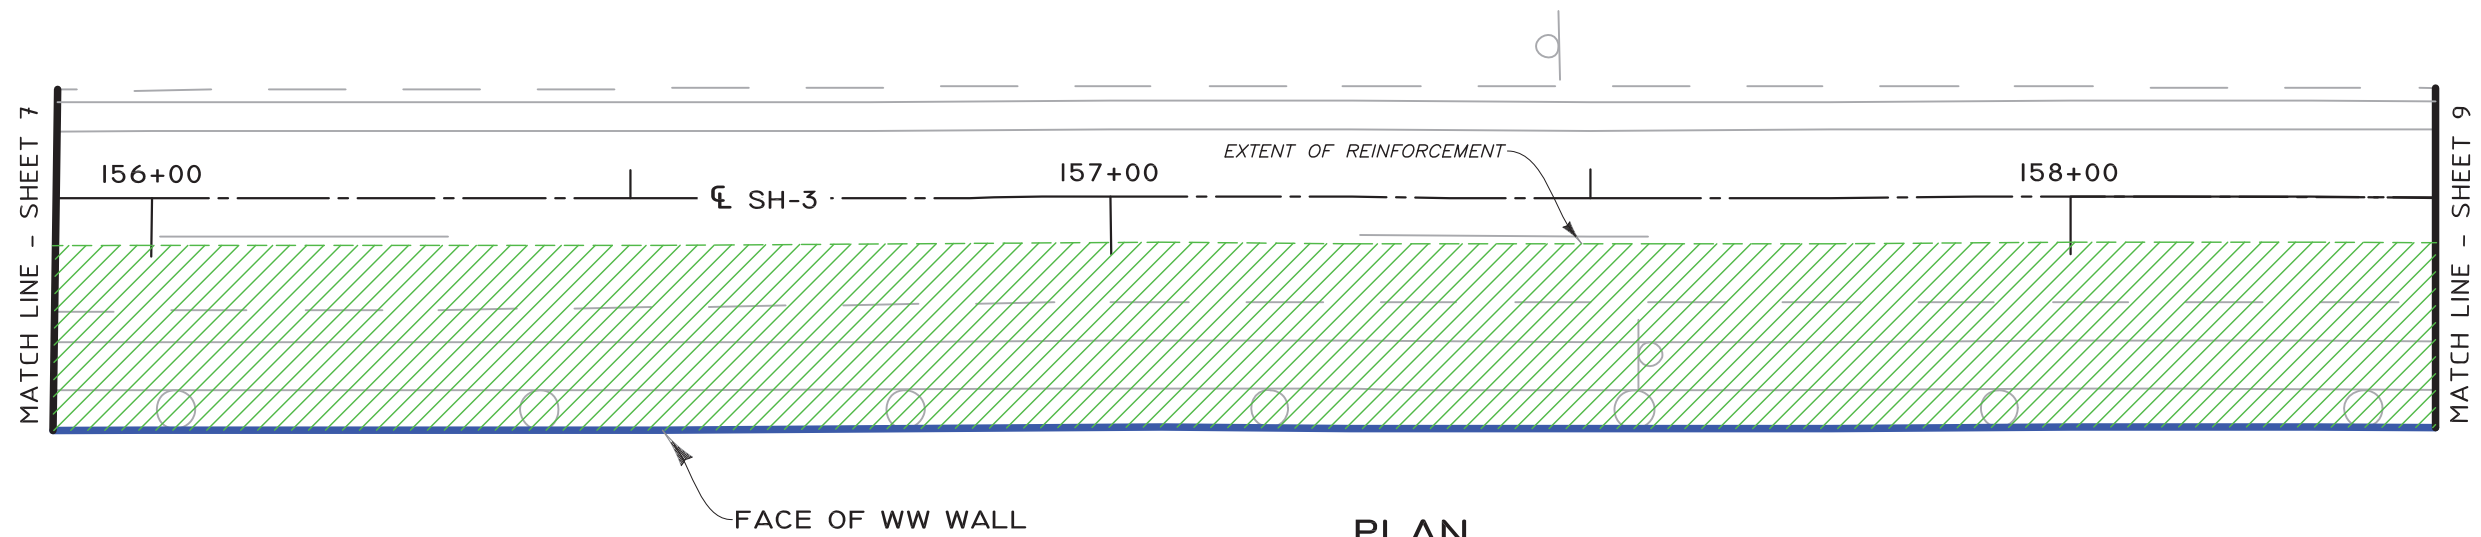 MATCH LINE - SHEET 7
156+00
℄ SH-3
157+00
EXTENT OF REINFORCEMENT
158+00
MATCH LINE - SHEET 9
FACE OF WW WALL
PLAN